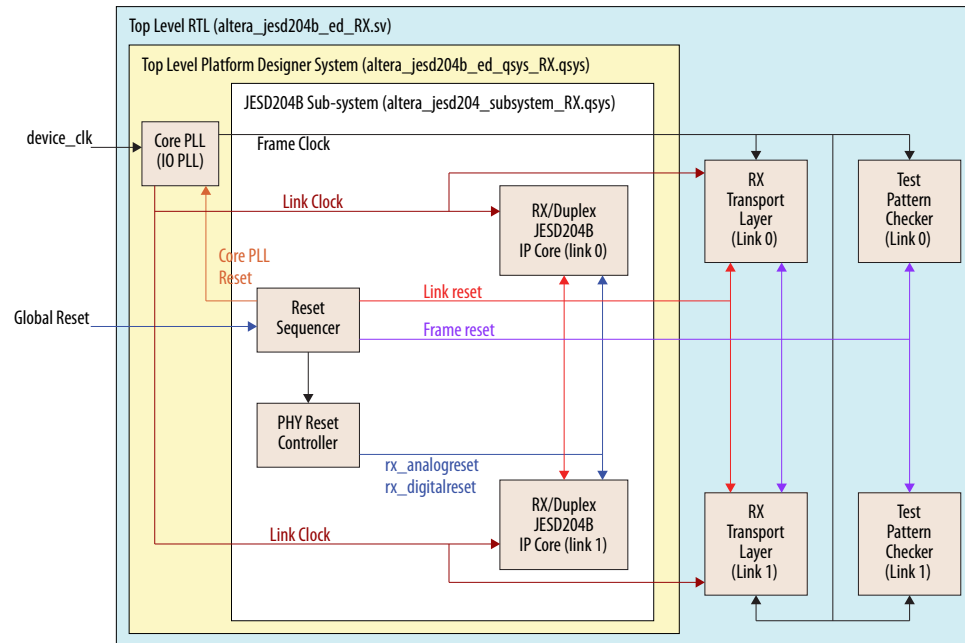 Top Level RTL (altera_jesd204b_ed_RX.sv)
Top Level Platform Designer System (altera_jesd204b_ed_qsys_RX.qsys)
JESD204B Sub-system (altera_jesd204_subsystem_RX.qsys)
device_clk
Core PLL
(IO PLL)
Frame Clock
RX
Transport
Layer
(Link 0)
Test
Pattern
Checker
(Link 0)
Link Clock
RX/Duplex
JESD204B
IP Core (link 0)
Core PLL
Reset
Global Reset
Reset
Sequencer
Link reset
Frame reset
PHY Reset
Controller
rx_analogreset
rx_digitalreset
RX/Duplex
JESD204B
IP Core (link 1)
Link Clock
RX
Transport
Layer
(Link 1)
Test
Pattern
Checker
(Link 1)